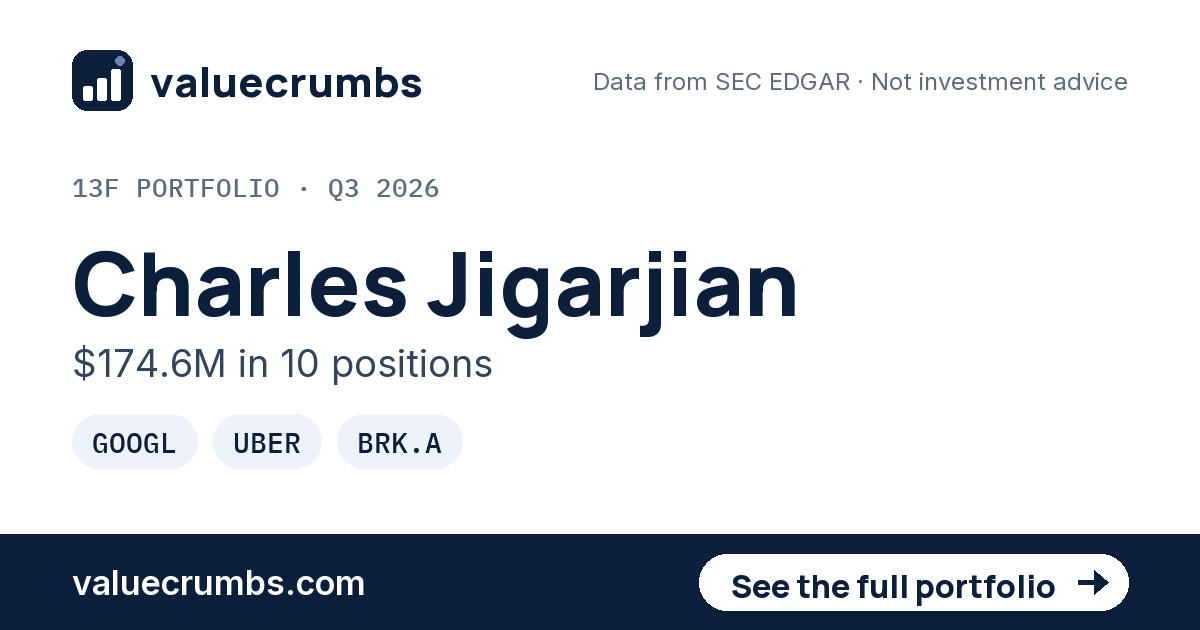 valuecrumbs
Data from SEC EDGAR · Not investment advice
13F PORTFOLIO · Q3 2026
Charles Jigarjian
$174.6M in 10 positions
GOOGL UBER BRK.A
valuecrumbs.com
See the full portfolio →